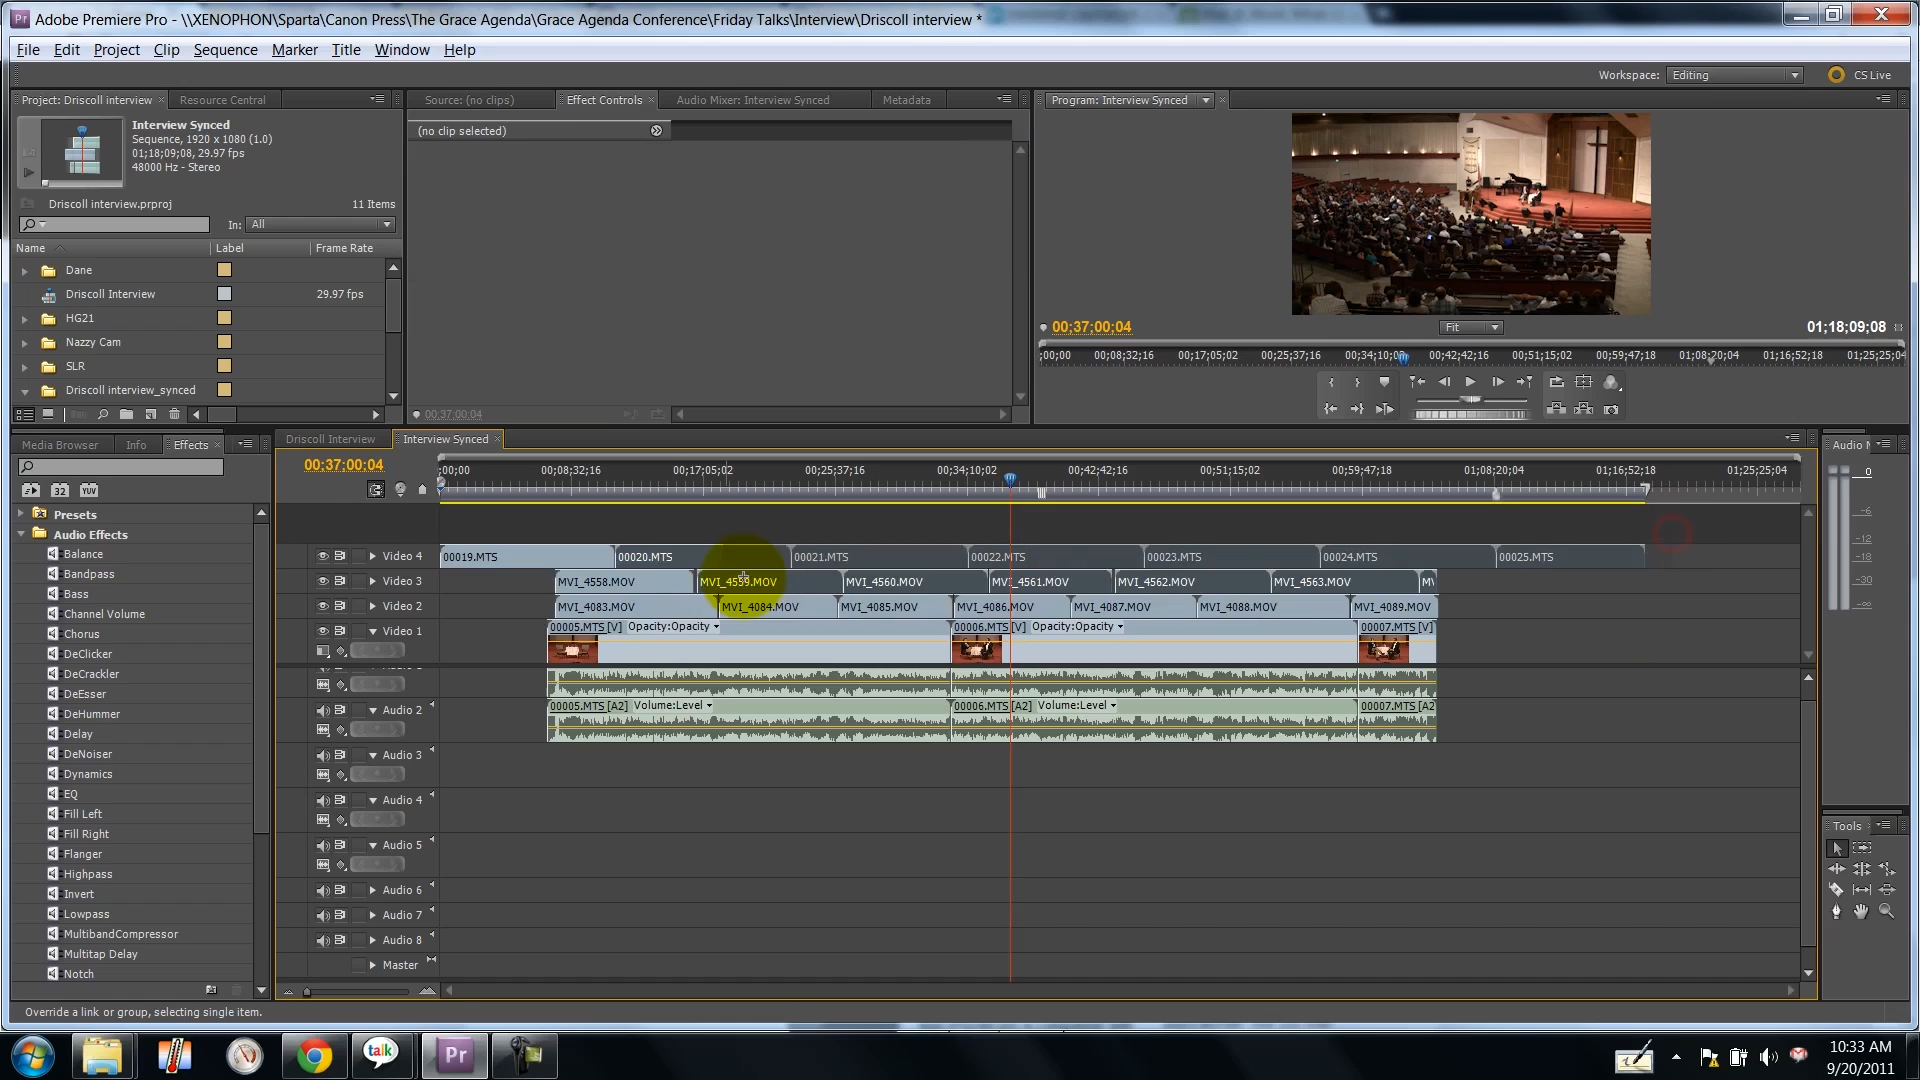 Adobe Premiere Pro - \\XENOPHON\Sparta\Canon Press\The Grace Agenda\Grace Agenda Conference\Friday Talks\Interview\Driscoll interview *
File Edit Project Clip Sequence Marker Title Window Help
Workspace: Editing CS Live
Project: Driscoll interview Resource Central
Source: (no clips) Effect Controls Audio Mixer: Interview Synced Metadata
Program: Interview Synced
Interview Synced
Sequence, 1920 x 1080 (1.0)
01;18;09;08, 29.97 fps
48000 Hz - Stereo
(no clip selected)
Driscoll interview.prproj 11 Items
In: All
Name Label Frame Rate
Dane
Driscoll Interview 29.97 fps
HG21
Nazzy Cam
SLR
Driscoll interview_synced
00;37;00;04
00;37;00;04 Fit 01;18;09;08
;00;00 00;08;32;16 00;17;05;02 00;25;37;16 00;34;10;02 00;42;42;16 00;51;15;02 00;59;47;18 01;08;20;04 01;16;52;18 01;25;25;04
Media Browser Info Effects
32 YUV
Presets
Audio Effects
Balance
Bandpass
Bass
Channel Volume
Chorus
DeClicker
DeCrackler
DeEsser
DeHummer
Delay
DeNoiser
Dynamics
EQ
Fill Left
Fill Right
Flanger
Highpass
Invert
Lowpass
MultibandCompressor
Multitap Delay
Notch
Driscoll Interview Interview Synced
00;37;00;04
;00;00 00;08;32;16 00;17;05;02 00;25;37;16 00;34;10;02 00;42;42;16 00;51;15;02 00;59;47;18 01;08;20;04 01;16;52;18 01;25;25;04
Video 4 00019.MTS 00020.MTS 00021.MTS 00022.MTS 00023.MTS 00024.MTS 00025.MTS
Video 3 MVI_4558.MOV MVI_4559.MOV MVI_4560.MOV MVI_4561.MOV MVI_4562.MOV MVI_4563.MOV
Video 2 MVI_4083.MOV MVI_4084.MOV MVI_4085.MOV MVI_4086.MOV MVI_4087.MOV MVI_4088.MOV MVI_4089.MOV
Video 1 00005.MTS [V] Opacity:Opacity 00006.MTS [V] Opacity:Opacity 00007.MTS [V]
Audio 2 00005.MTS [A2] Volume:Level 00006.MTS [A2] Volume:Level 00007.MTS [A2
Audio 3
Audio 4
Audio 5
Audio 6
Audio 7
Audio 8
Master
Audio M
0
-6
-12
-18
-30
-∞
Tools
Override a link or group, selecting single item.
talk Pr
10:33 AM
9/20/2011